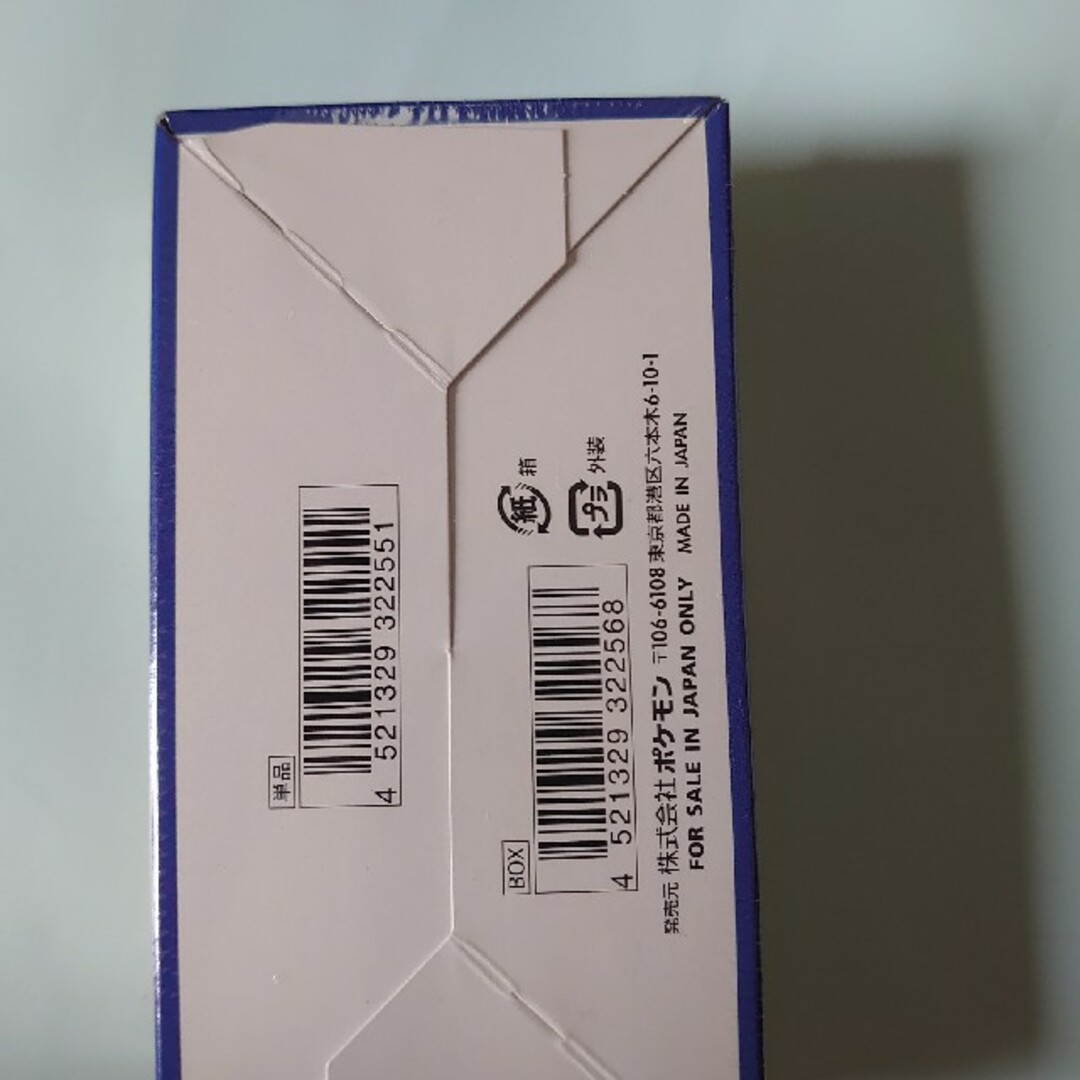 単品
4 521329 322551
BOX
4 521329 322568
紙 箱
プラ 外装
発売元 株式会社ポケモン 〒106-6108 東京都港区六本木6-10-1
FOR SALE IN JAPAN ONLY MADE IN JAPAN